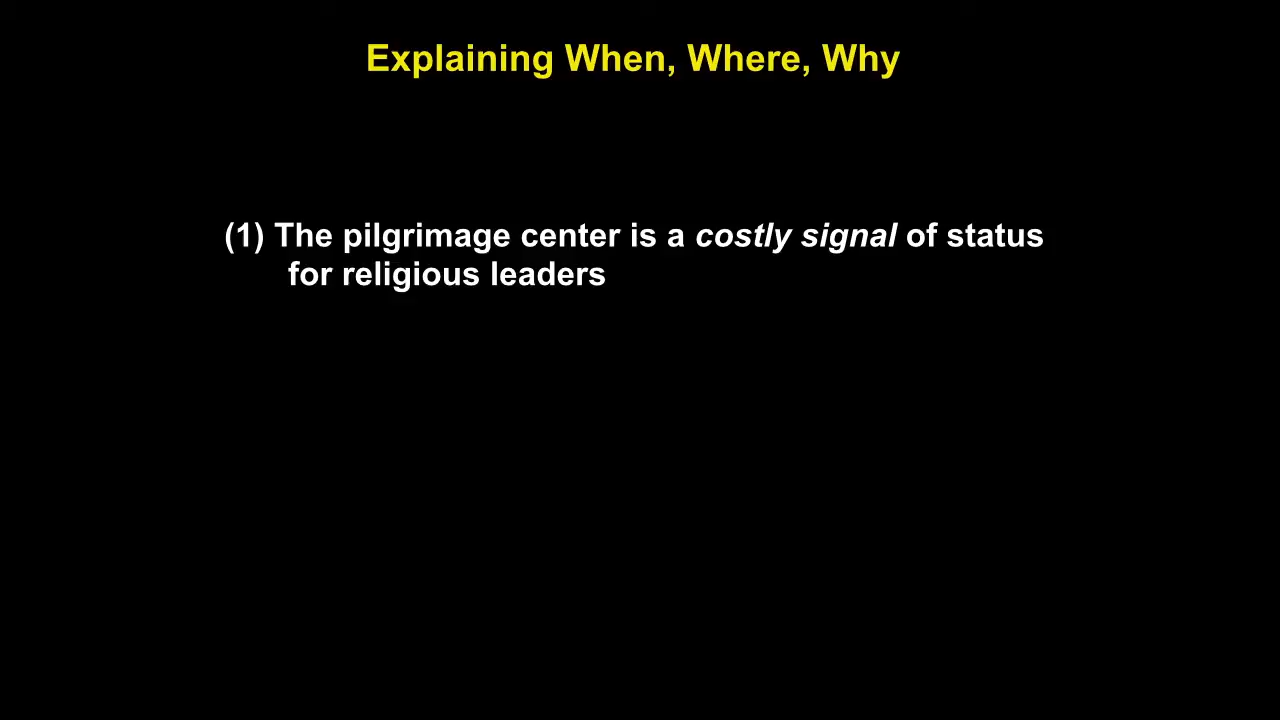 Explaining When, Where, Why
(1) The pilgrimage center is a costly signal of status
for religious leaders